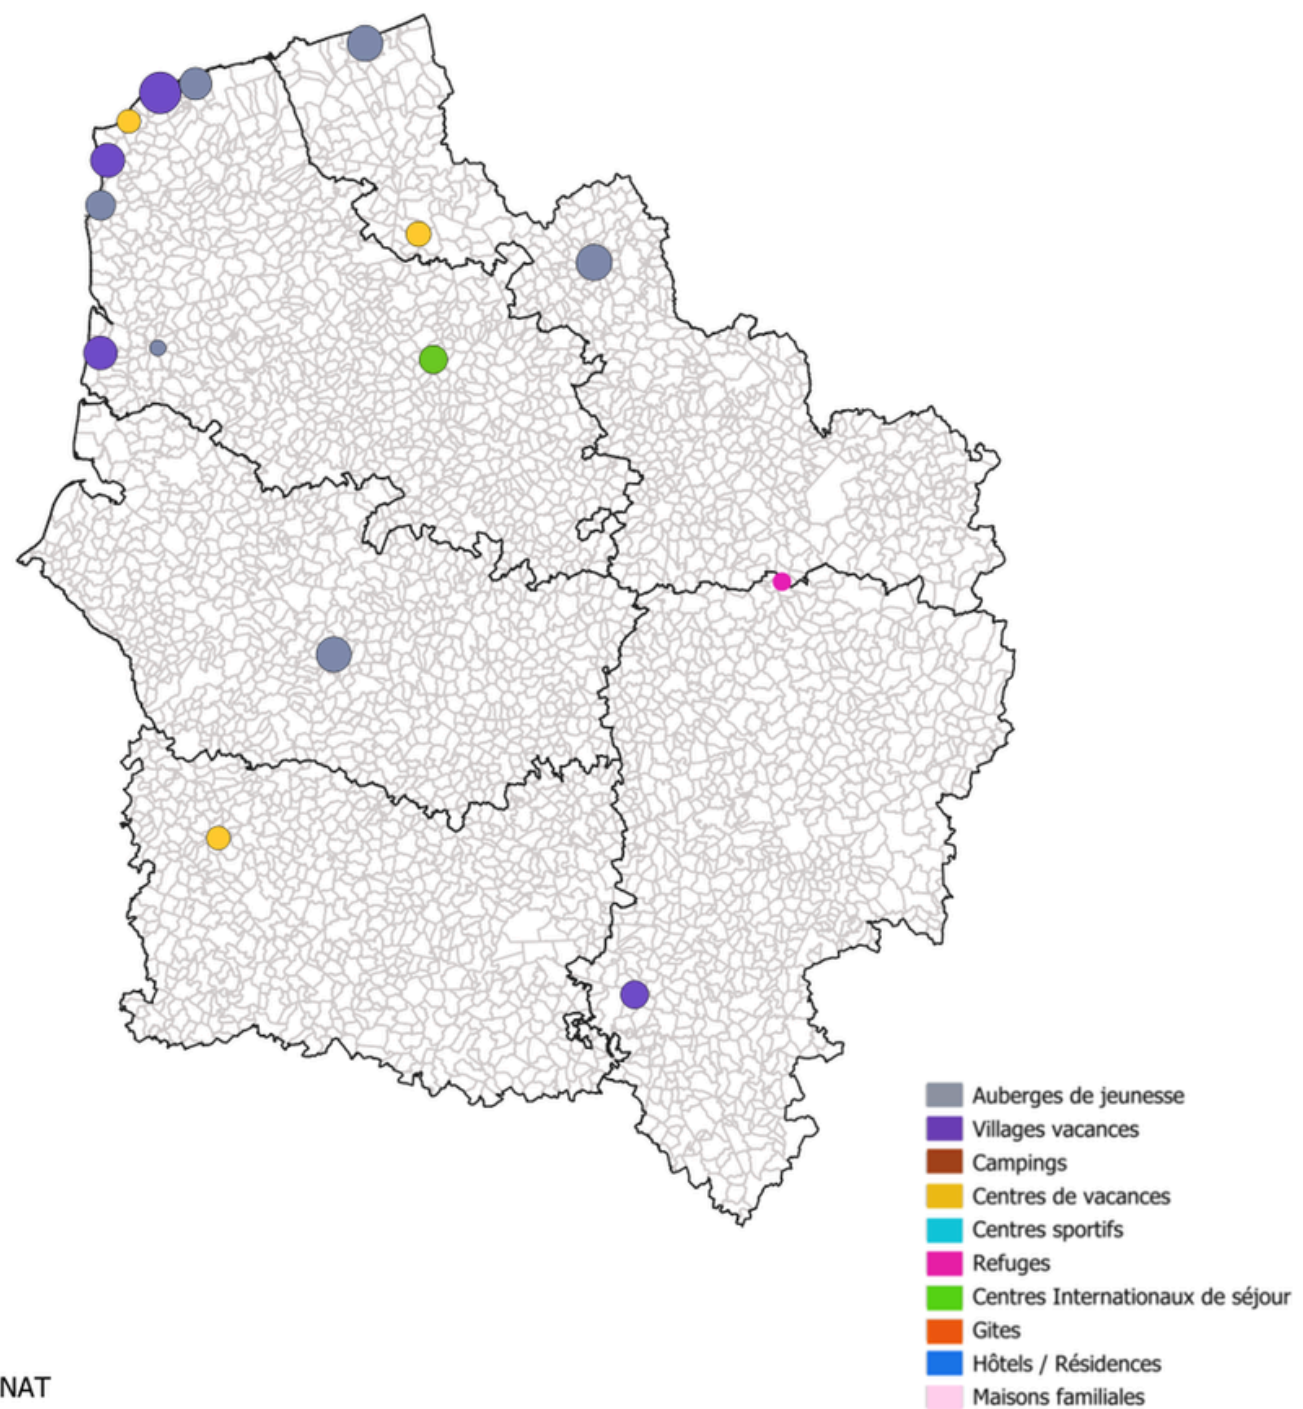 Auberges de jeunesse
Villages vacances
Campings
Centres de vacances
Centres sportifs
Refuges
Centres Internationaux de séjour
Gites
Hôtels / Résidences
Maisons familiales
NAT